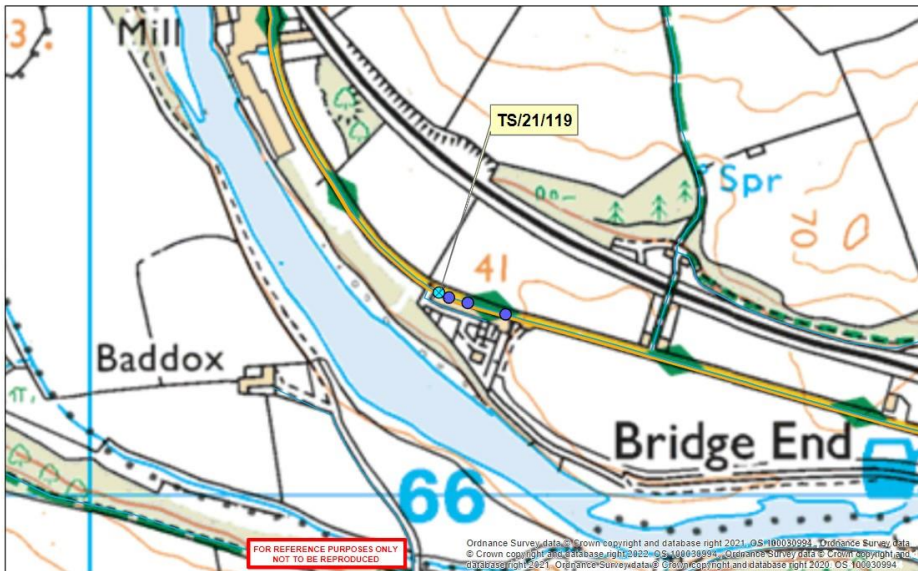 3.
Mill
TS/21/119
Spr
70
41
Baddox
Bridge End
66
FOR REFERENCE PURPOSES ONLY
NOT TO BE REPRODUCED
Ordnance Survey data © Crown copyright and database right 2021 OS 100030994 , Ordnance Survey data
© Crown copyright and database right 2022 OS 100030994 , Ordnance Survey data © Crown copyright and
database right 2021 Ordnance Survey data © Crown copyright and database right 2020 OS 100030994